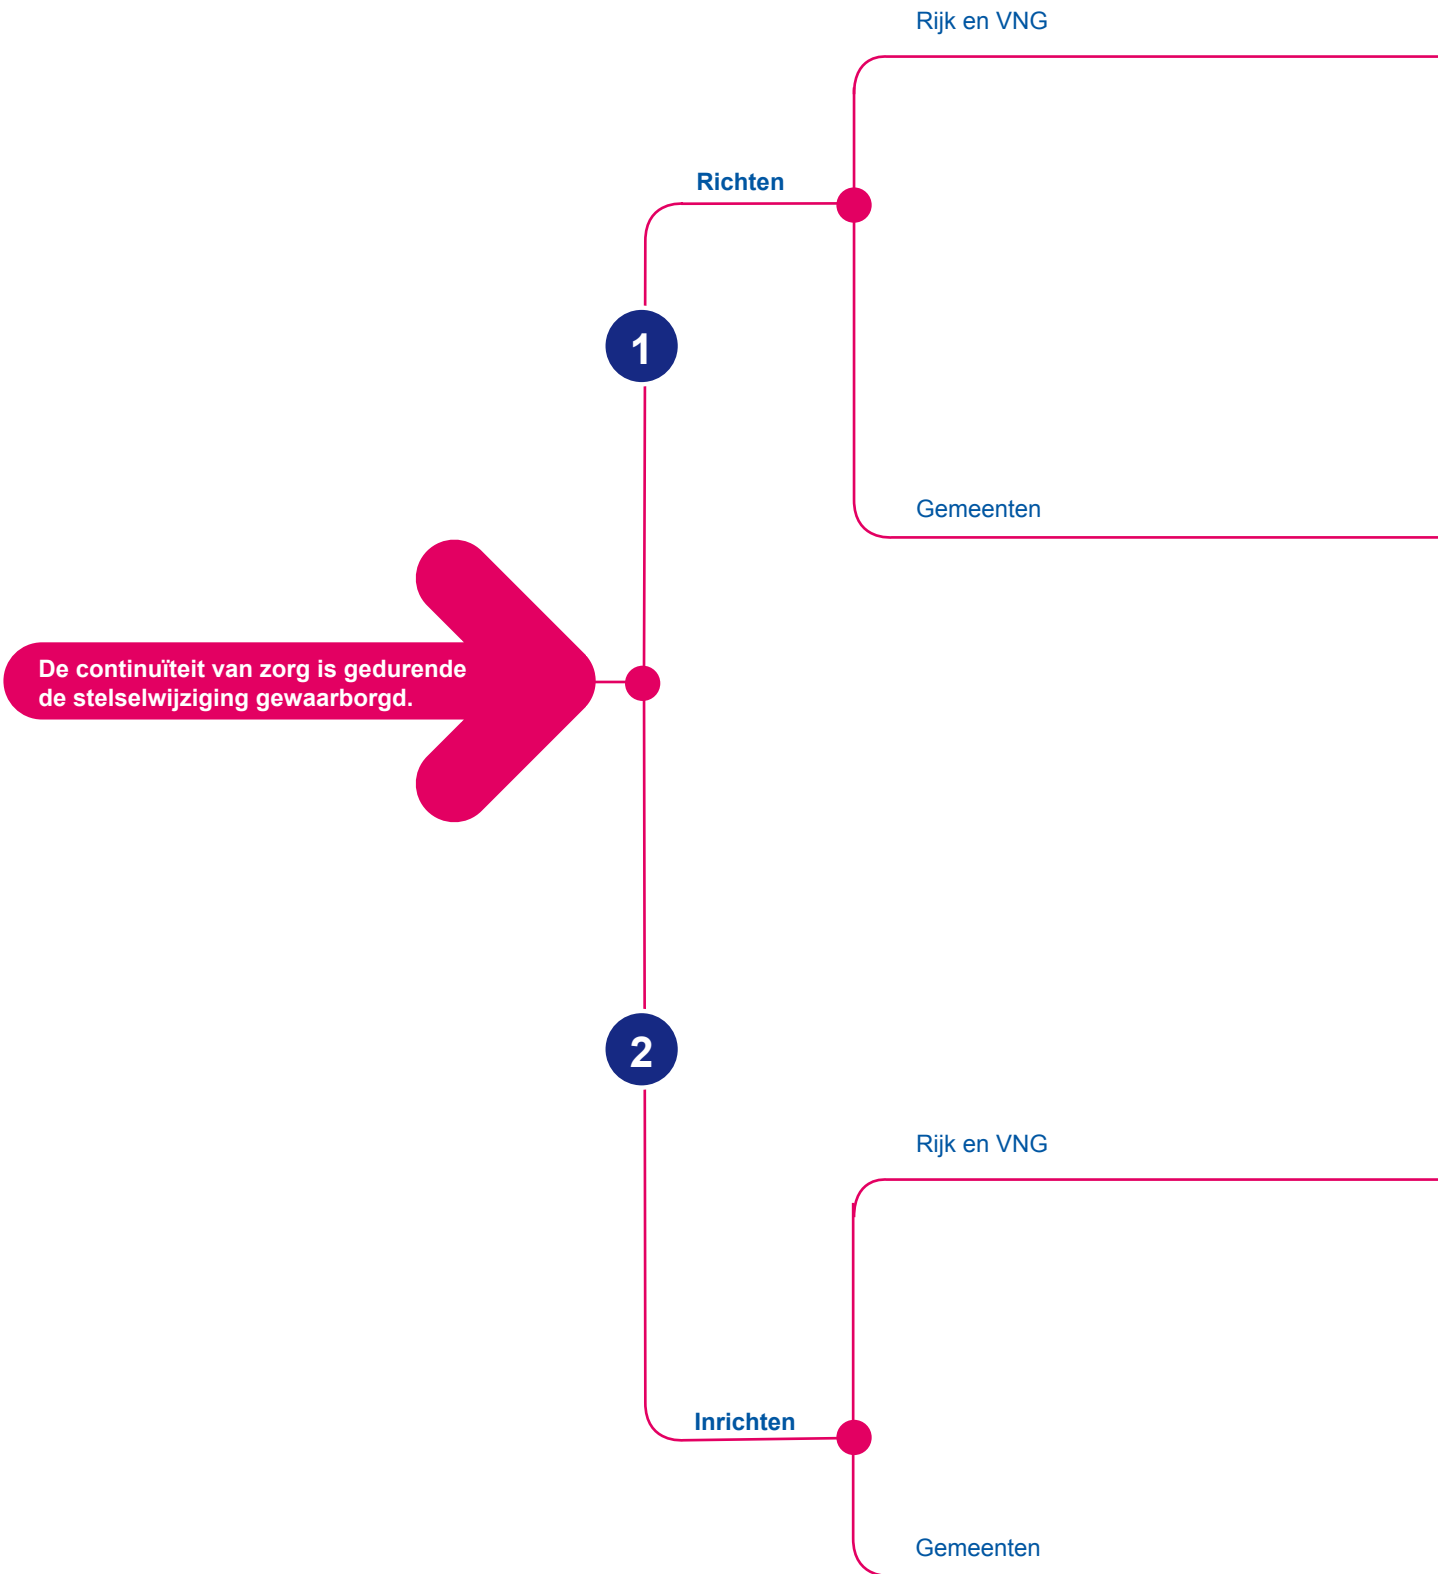 Rijk en VNG
Richten
1
Gemeenten
De continuïteit van zorg is gedurende
de stelselwijziging gewaarborgd.
2
Rijk en VNG
Inrichten
Gemeenten